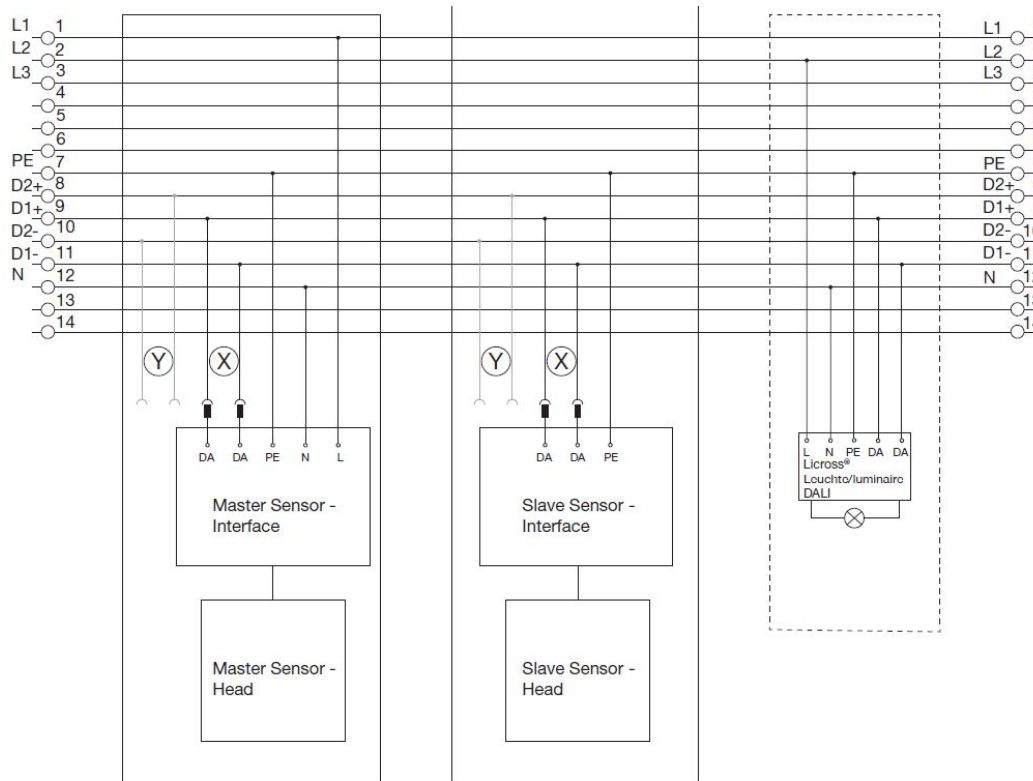 L1 1
L2 2
L3 3
4
5
6
PE 7
D2+ 8
D1+ 9
D2- 10
D1- 11
N 12
13
14
L1
L2
L3
PE
D2+
D1+
D2-
D1-
N
Y X
DA DA PE N L
Master Sensor -
Interface
Master Sensor -
Head
Y X
DA DA PE
Slave Sensor -
Interface
Slave Sensor -
Head
L N PE DA DA
Licross®
Leuchte/luminaire
DALI